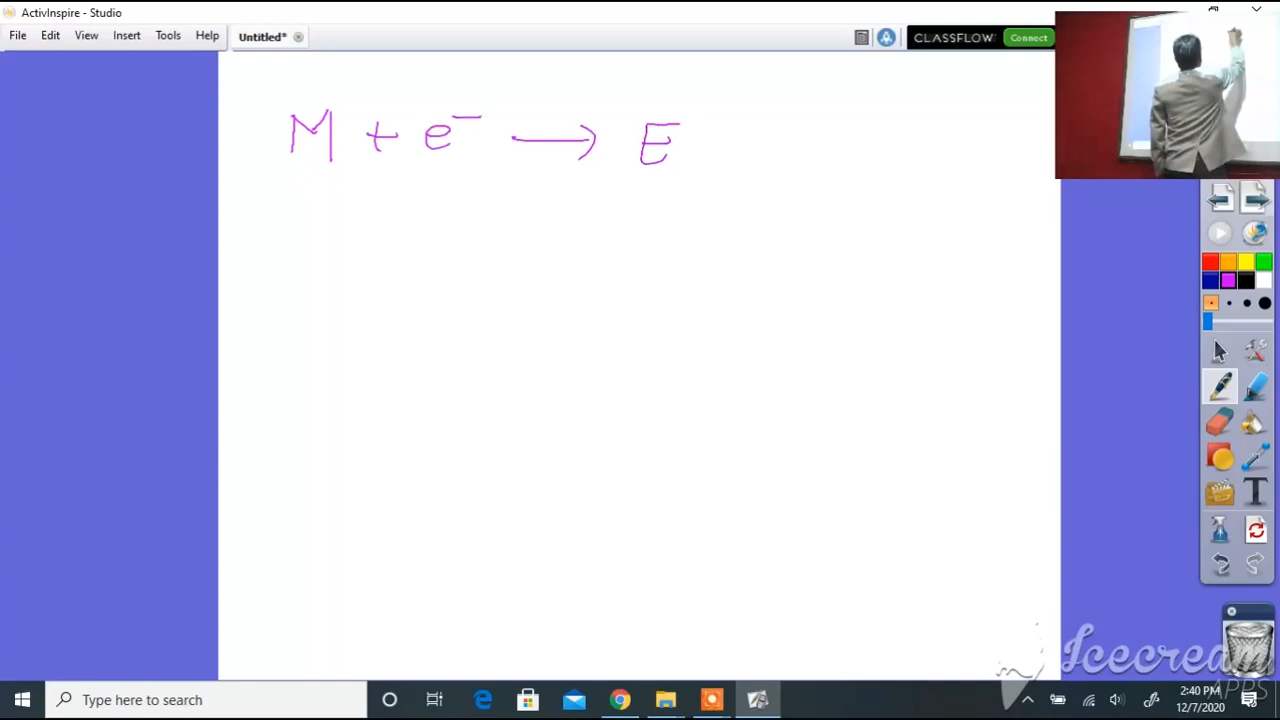 ActivInspire - Studio
File Edit View Insert Tools Help Untitled* CLASSFLOW Connect
M + e⁻ → E
T
Icecream
APPS
Type here to search
2:40 PM
12/7/2020